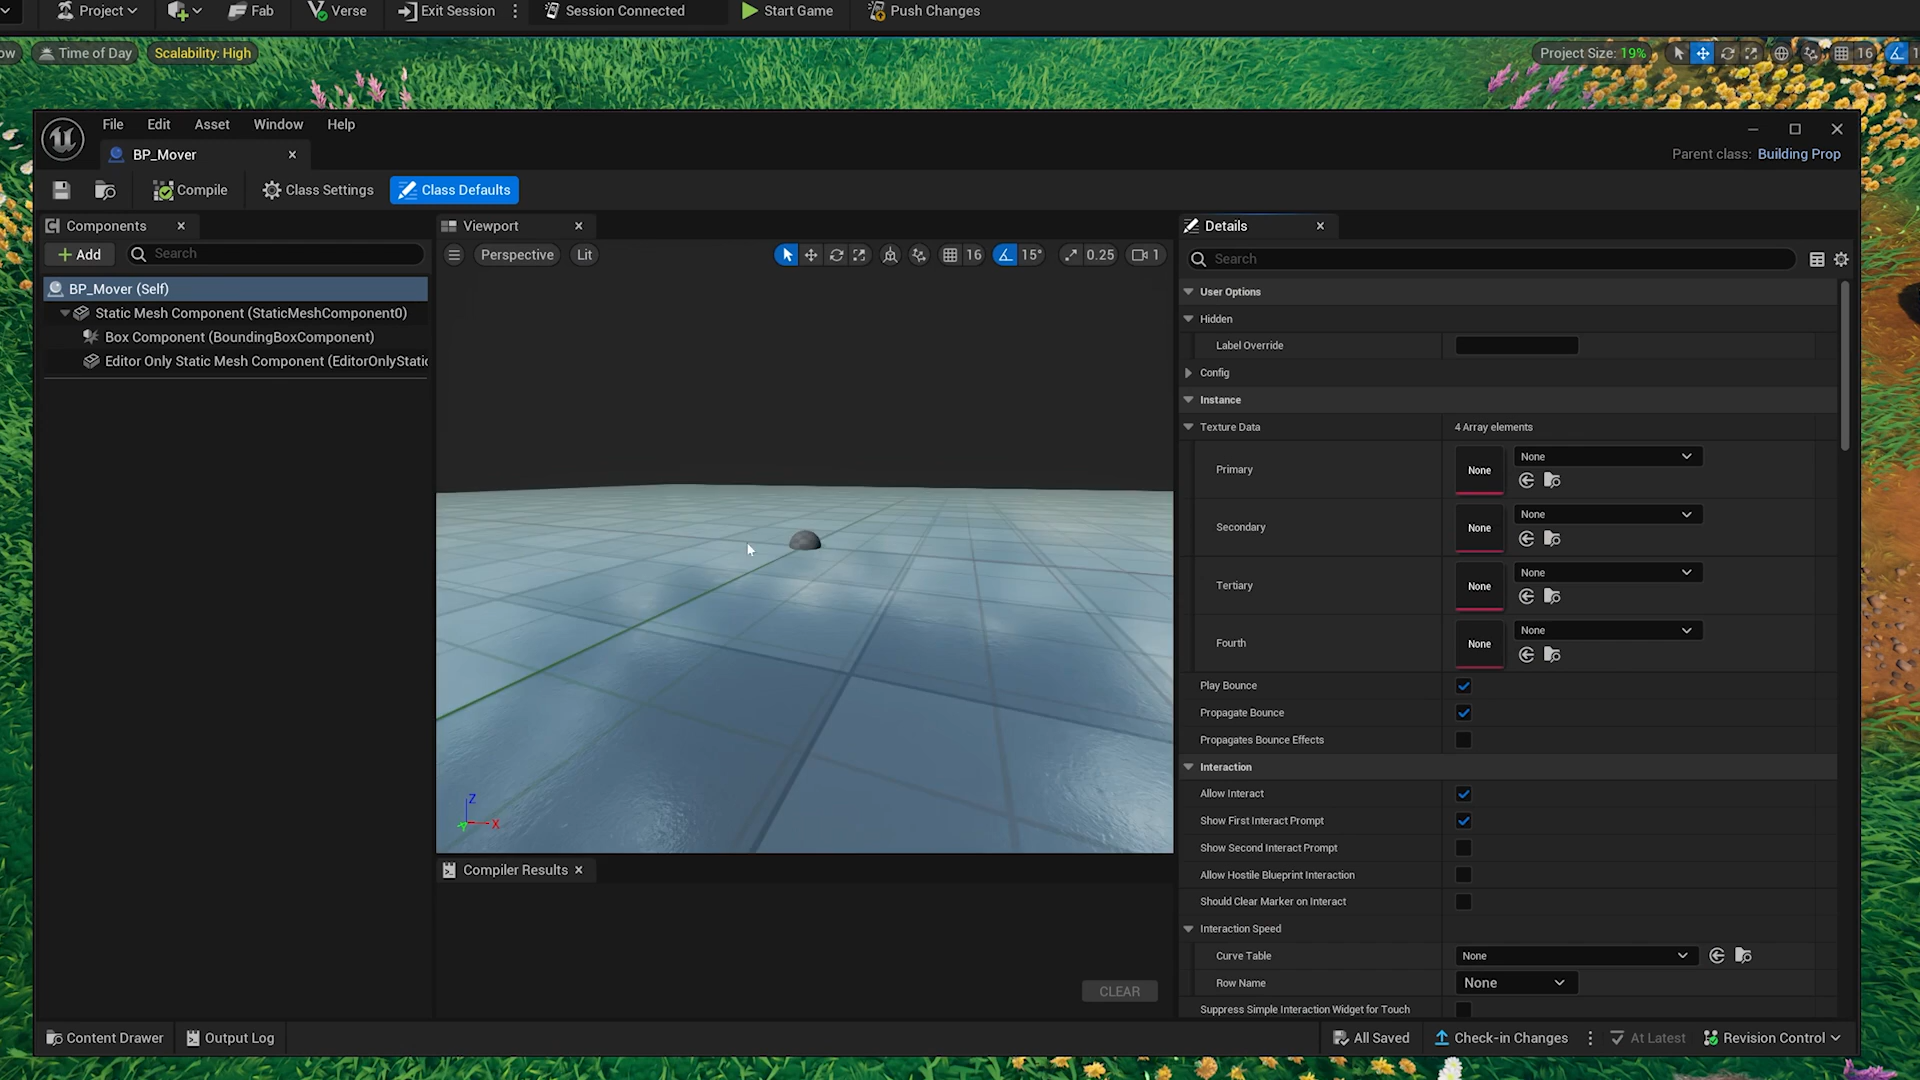 Project
Fab
Verse
Exit Session
Session Connected
Start Game
Push Changes
ow
Time of Day
Scalability: High
Project Size: 19%
16
1
File
Edit
Asset
Window
Help
BP_Mover
Parent class: Building Prop
Compile
Class Settings
Class Defaults
Components
Add
Search
BP_Mover (Self)
Static Mesh Component (StaticMeshComponent0)
Box Component (BoundingBoxComponent)
Editor Only Static Mesh Component (EditorOnlyStatic
Viewport
Perspective
Lit
16
15°
0.25
1
Z
X
Y
Compiler Results
CLEAR
Details
Search
User Options
Hidden
Label Override
Config
Instance
Texture Data
4 Array elements
Primary
None
None
Secondary
None
None
Tertiary
None
None
Fourth
None
None
Play Bounce
Propagate Bounce
Propagates Bounce Effects
Interaction
Allow Interact
Show First Interact Prompt
Show Second Interact Prompt
Allow Hostile Blueprint Interaction
Should Clear Marker on Interact
Interaction Speed
Curve Table
None
Row Name
None
Suppress Simple Interaction Widget for Touch
Content Drawer
Output Log
All Saved
Check-in Changes
At Latest
Revision Control